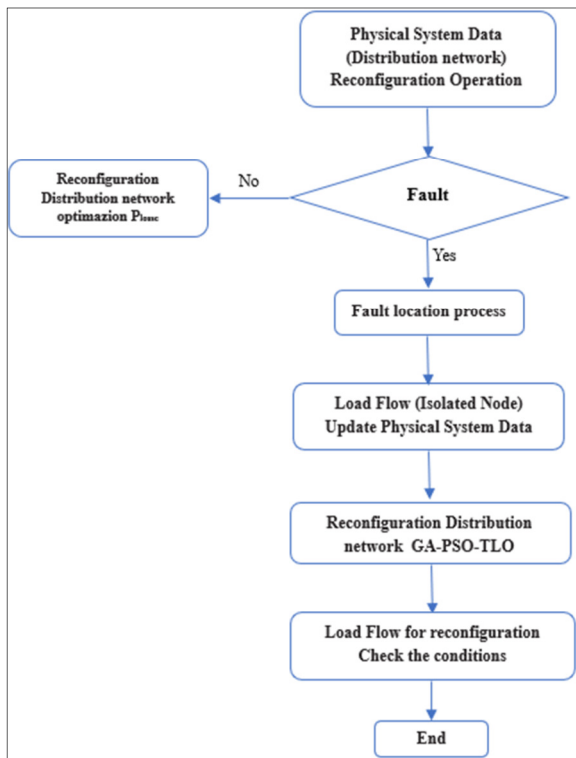 Physical System Data
(Distribution network)
Reconfiguration Operation
Fault
No
Reconfiguration
Distribution network
optimazion
Yes
Fault location process
Load Flow (Isolated Node)
Update Physical System Data
Reconfiguration Distribution
network GA-PSO-TLO
Load Flow for reconfiguration
Check the conditions
End